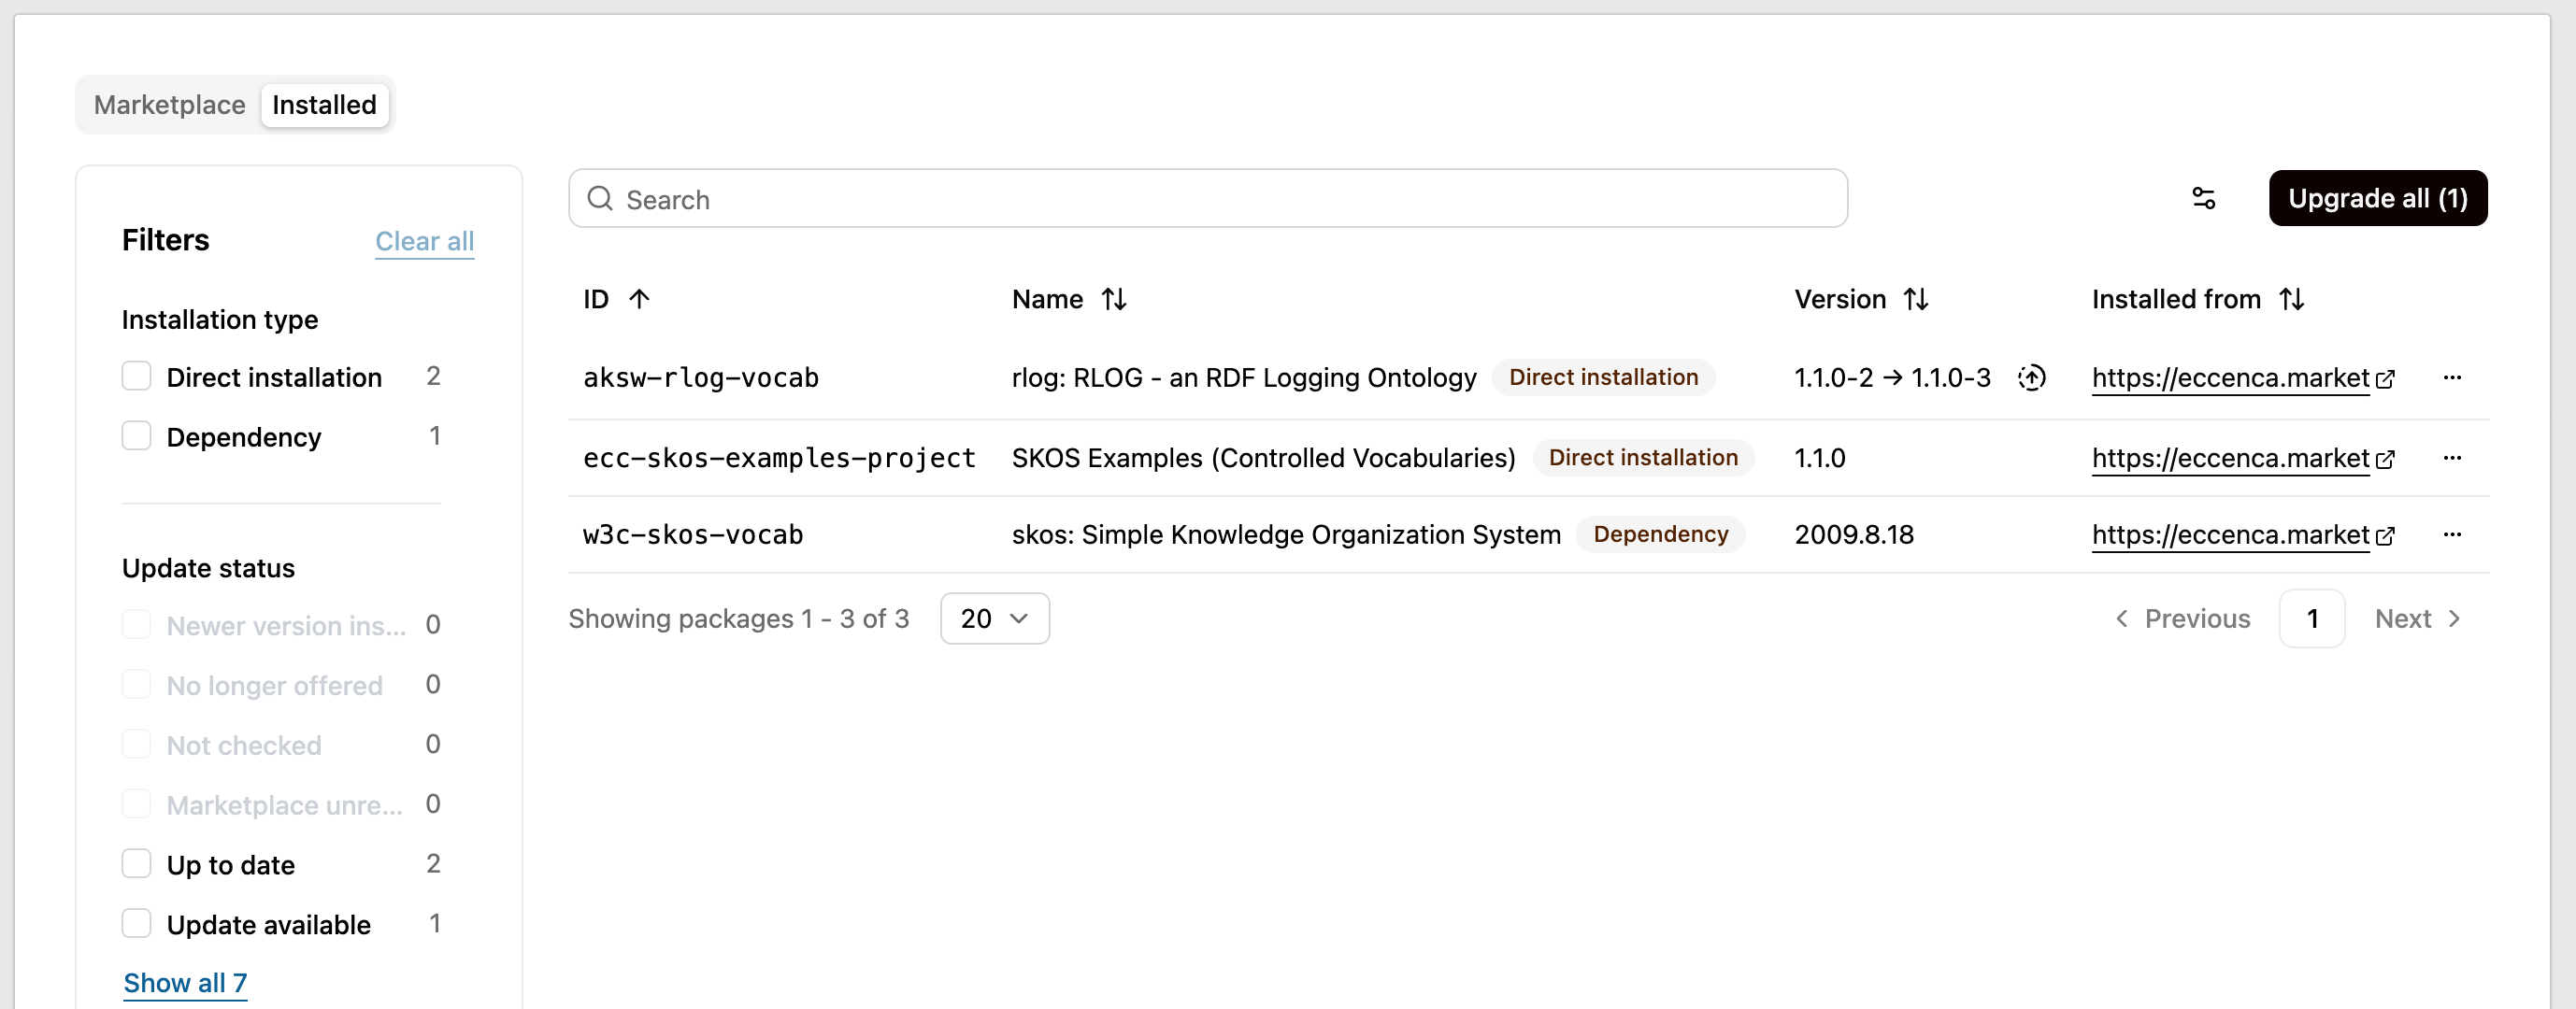 Marketplace Installed
Search
Upgrade all (1)
Filters Clear all
Installation type
Direct installation 2
Dependency 1
Update status
Newer version ins... 0
No longer offered 0
Not checked 0
Marketplace unre... 0
Up to date 2
Update available 1
Show all 7
ID Name Version Installed from
aksw-rlog-vocab rlog: RLOG - an RDF Logging Ontology Direct installation 1.1.0-2 → 1.1.0-3 https://eccenca.market ...
ecc-skos-examples-project SKOS Examples (Controlled Vocabularies) Direct installation 1.1.0 https://eccenca.market ...
w3c-skos-vocab skos: Simple Knowledge Organization System Dependency 2009.8.18 https://eccenca.market ...
Showing packages 1 - 3 of 3 20 Previous 1 Next